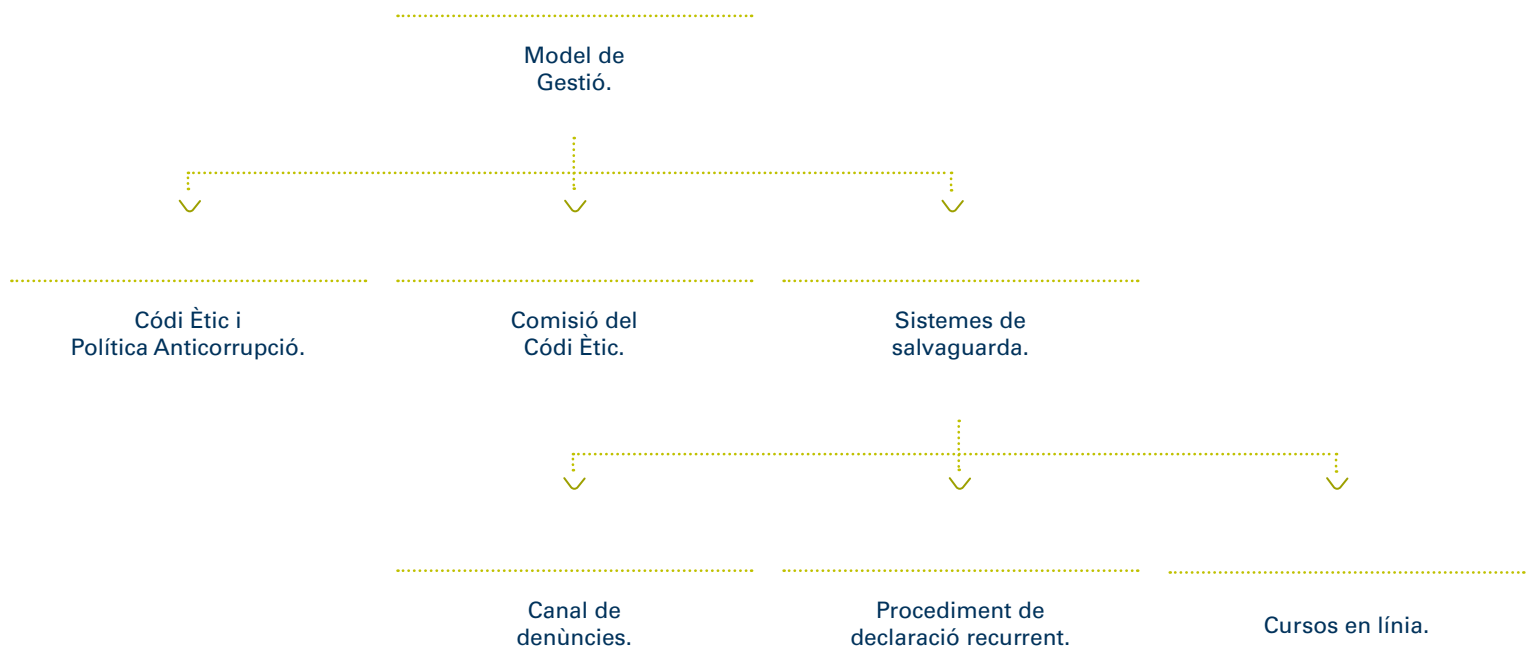 Model de
Gestió.
Códi Ètic i
Política Anticorrupció.
Comisió del
Códi Ètic.
Sistemes de
salvaguarda.
Canal de
denúncies.
Procediment de
declaració recurrent.
Cursos en línia.